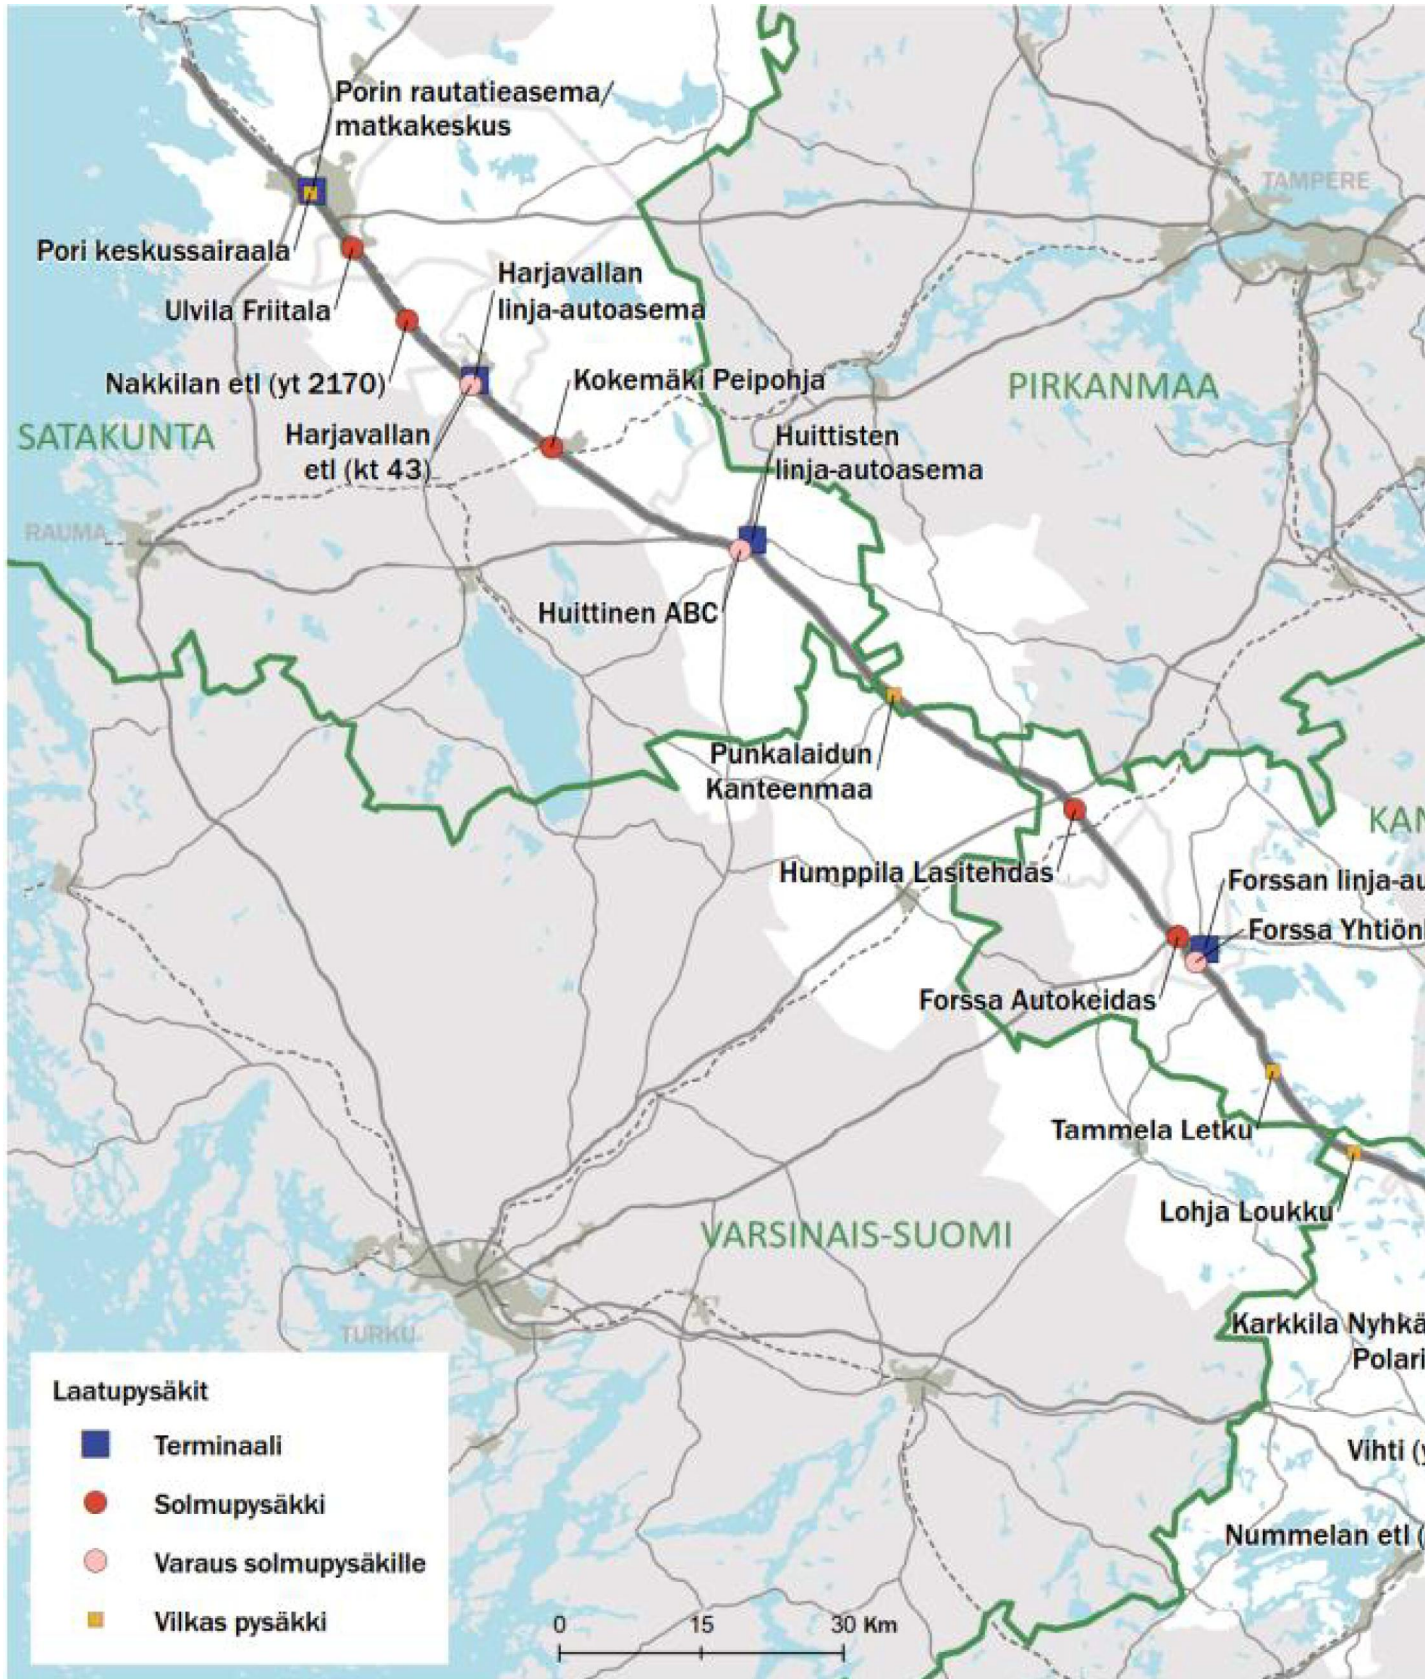 Porin rautatieasema/
matkakeskus
TAMPERE
Pori keskussairaala
Harjavallan
linja-autoasema
Ulvila Friitala
Nakkilan etl (yt 2170)
Kokemäki Peipohja
PIRKANMAA
SATAKUNTA
Harjavallan
etl (kt 43)
Huittisten
linja-autoasema
RAUMA
Huittinen ABC
Punkalaidun
Kanteenmaa
KAN
Humppila Lasitehdas
Forssan linja-au
Forssa Yhtiön
Forssa Autokeidas
Tammela Letku
Lohja Loukku
VARSINAIS-SUOMI
TURKU
Karkkila Nyhkä
Polari
Laatupysäkit
Terminaali
Solmupysäkki
Varaus solmupysäkille
Vilkas pysäkki
Vihti (y
Nummelan etl (
0 15 30 Km